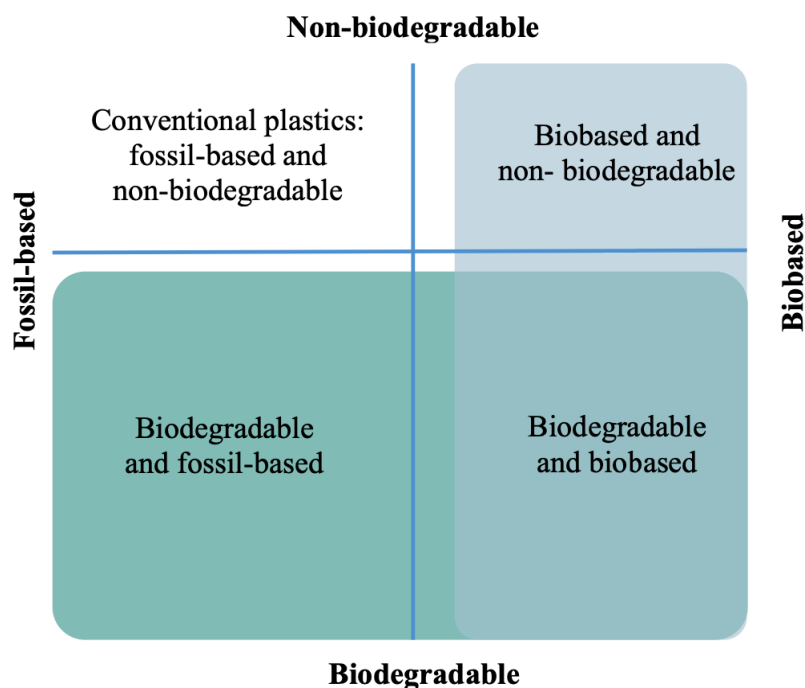 Non-biodegradable
Conventional plastics:
fossil-based and
non-biodegradable
Biobased and
non- biodegradable
Fossil-based
Biobased
Biodegradable
and fossil-based
Biodegradable
and biobased
Biodegradable